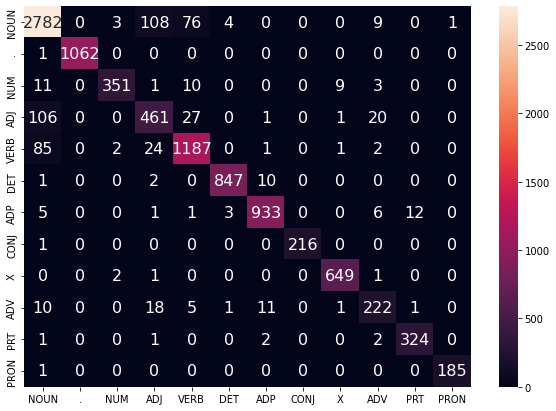 NOUN 2782 0 3 108 76 4 0 0 0 9 0 1
. 1 1062 0 0 0 0 0 0 0 0 0 0
NUM 11 0 351 1 10 0 0 0 9 3 0 0
ADJ 106 0 0 461 27 0 1 0 1 20 0 0
VERB 85 0 2 24 1187 0 1 0 1 2 0 0
DET 1 0 0 2 0 847 10 0 0 0 0 0
ADP 5 0 0 1 1 3 933 0 0 6 12 0
CONJ 1 0 0 0 0 0 0 216 0 0 0 0
X 0 0 2 1 0 0 0 0 649 1 0 0
ADV 10 0 0 18 5 1 11 0 1 222 1 0
PRT 1 0 0 1 0 0 2 0 0 2 324 0
PRON 1 0 0 0 0 0 0 0 0 0 0 185
NOUN . NUM ADJ VERB DET ADP CONJ X ADV PRT PRON
2500
2000
1500
1000
500
0